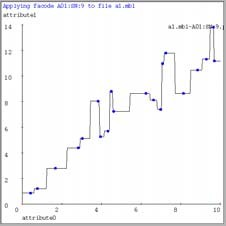 Applying Facode A01:SN:9 to file a1.mb1
attribute1
a1.mb1-A01:SN:9.
14
12
10
8
6
4
2
0
0 2 4 6 8 10
attribute0